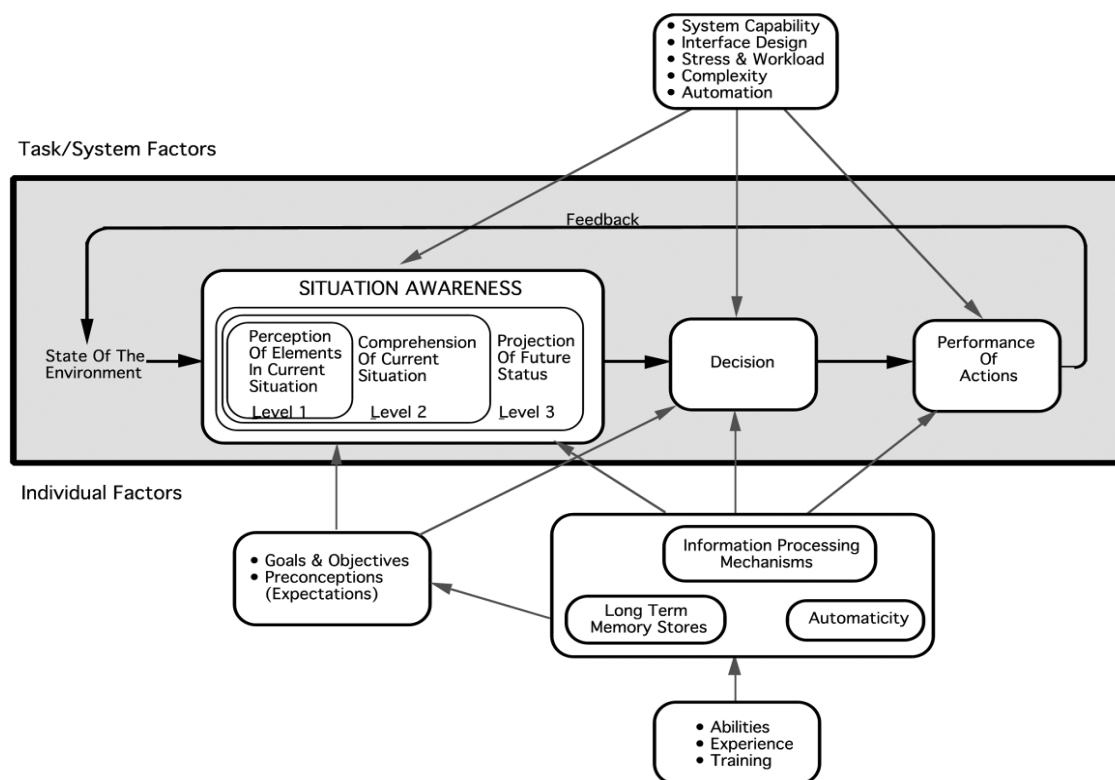 • System Capability
• Interface Design
• Stress & Workload
• Complexity
• Automation
Task/System Factors
Feedback
SITUATION AWARENESS
Perception
Of Elements
In Current
Situation
Level 1
Comprehension
Of Current
Situation
Level 2
Projection
Of Future
Status
Level 3
State Of The
Environment
Decision
Performance
Of
Actions
Individual Factors
• Goals & Objectives
• Preconceptions
(Expectations)
Information Processing
Mechanisms
Long Term
Memory Stores
Automaticity
• Abilities
• Experience
• Training